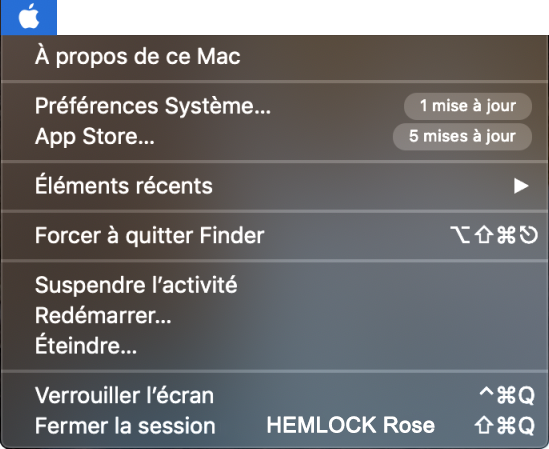 À propos de ce Mac
Préférences Système... 1 mise à jour
App Store... 5 mises à jour
Éléments récents ▶
Forcer à quitter Finder ⌥⇧⌘⎋
Suspendre l’activité
Redémarrer...
Éteindre...
Verrouiller l’écran ^⌘Q
Fermer la session HEMLOCK Rose ⇧⌘Q